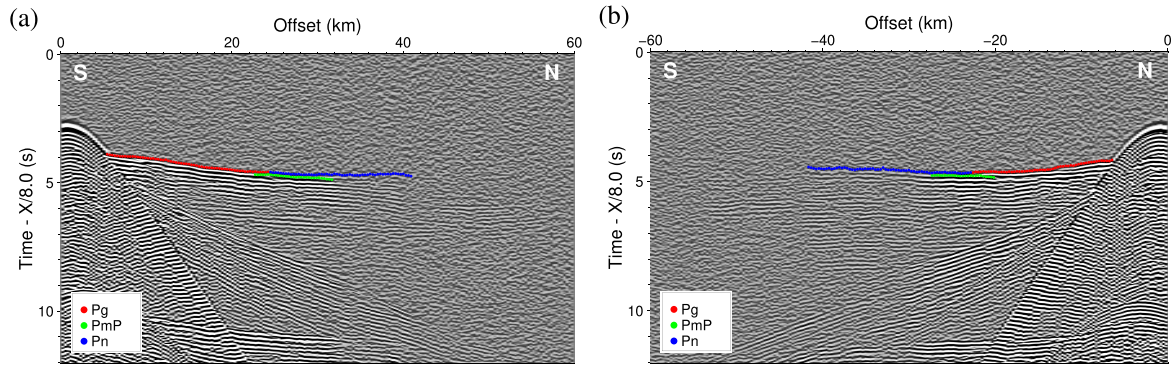 (a)
Offset (km)
0 20 40 60
0
5
10
Time - X/8.0 (s)
S
N
Pg
PmP
Pn
(b)
Offset (km)
−60 −40 −20 0
0
5
10
Time - X/8.0 (s)
S
N
Pg
PmP
Pn